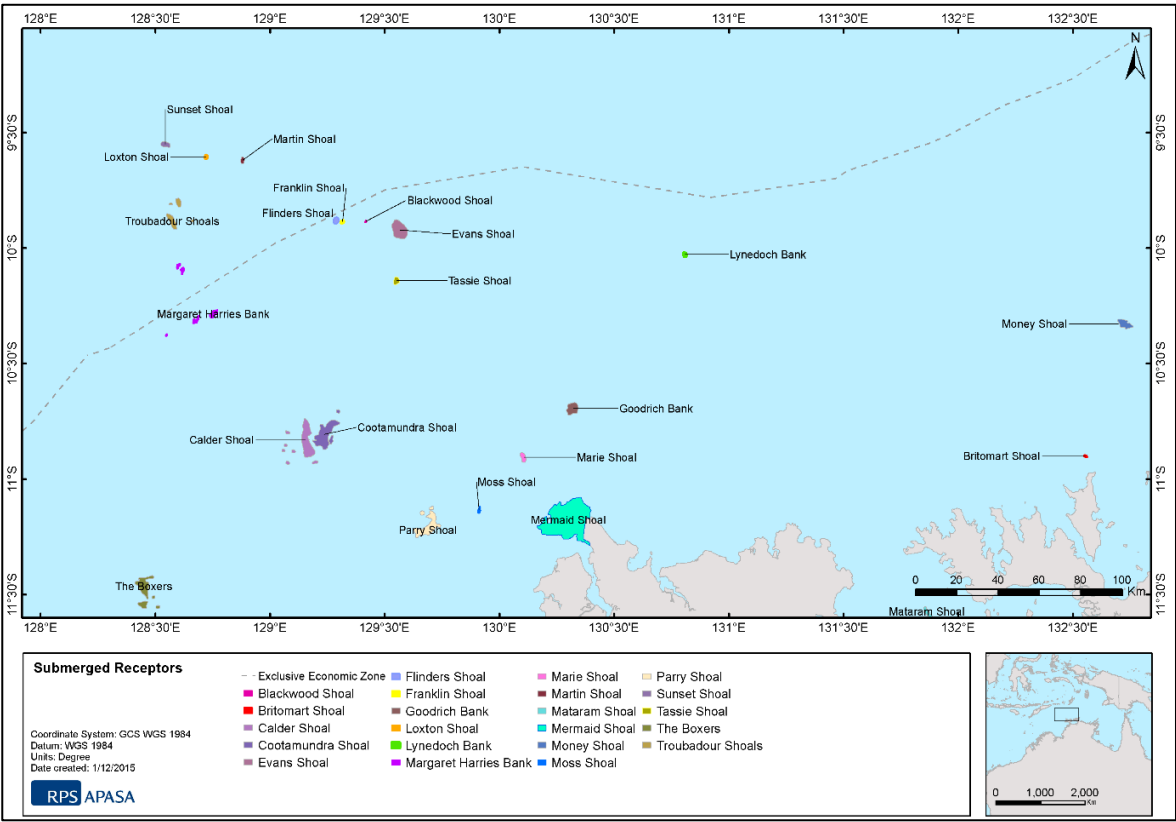 128°E 128°30'E 129°E 129°30'E 130°E 130°30'E 131°E 131°30'E 132°E 132°30'E
N
Sunset Shoal
9°30'S 9°30'S
Martin Shoal
Loxton Shoal
Franklin Shoal
Blackwood Shoal
Flinders Shoal
Troubadour Shoals
Evans Shoal
10°S 10°S
Lynedoch Bank
Tassie Shoal
Margaret Harries Bank
Money Shoal
10°30'S 10°30'S
Goodrich Bank
Cootamundra Shoal
Calder Shoal
Marie Shoal
Britomart Shoal
11°S 11°S
Moss Shoal
Mermaid Shoal
Parry Shoal
0 20 40 60 80 100
Km
The Boxers
11°30'S 11°30'S
Mataram Shoal
128°E 128°30'E 129°E 129°30'E 130°E 130°30'E 131°E 131°30'E 132°E 132°30'E
Submerged Receptors
Coordinate System: GCS WGS 1984
Datum: WGS 1984
Units: Degree
Date created: 1/12/2015
RPS APASA
Exclusive Economic Zone
Blackwood Shoal
Britomart Shoal
Calder Shoal
Cootamundra Shoal
Evans Shoal
Flinders Shoal
Franklin Shoal
Goodrich Bank
Loxton Shoal
Lynedoch Bank
Margaret Harries Bank
Marie Shoal
Martin Shoal
Mataram Shoal
Mermaid Shoal
Money Shoal
Moss Shoal
Parry Shoal
Sunset Shoal
Tassie Shoal
The Boxers
Troubadour Shoals
0 1,000 2,000
Km